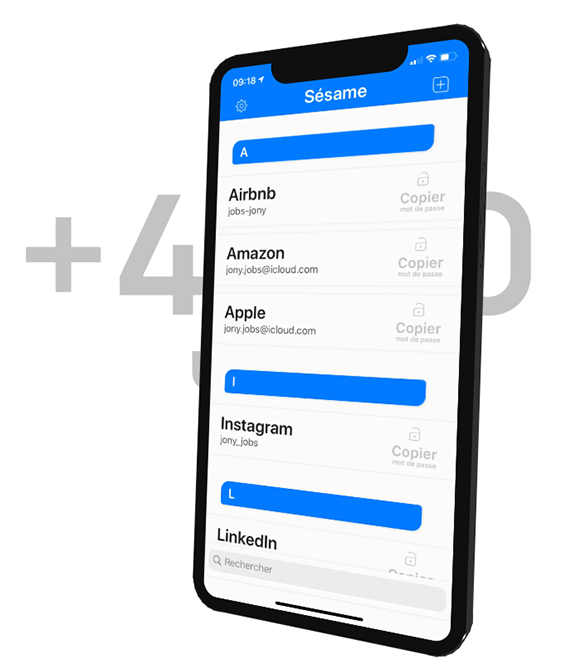 09:18
Sésame
A
Airbnb
jobs-jony
Copier
mot de passe
Amazon
jony.jobs@icloud.com
Copier
mot de passe
Apple
jony.jobs@icloud.com
Copier
mot de passe
I
Instagram
jony_jobs
Copier
mot de passe
L
LinkedIn
Rechercher